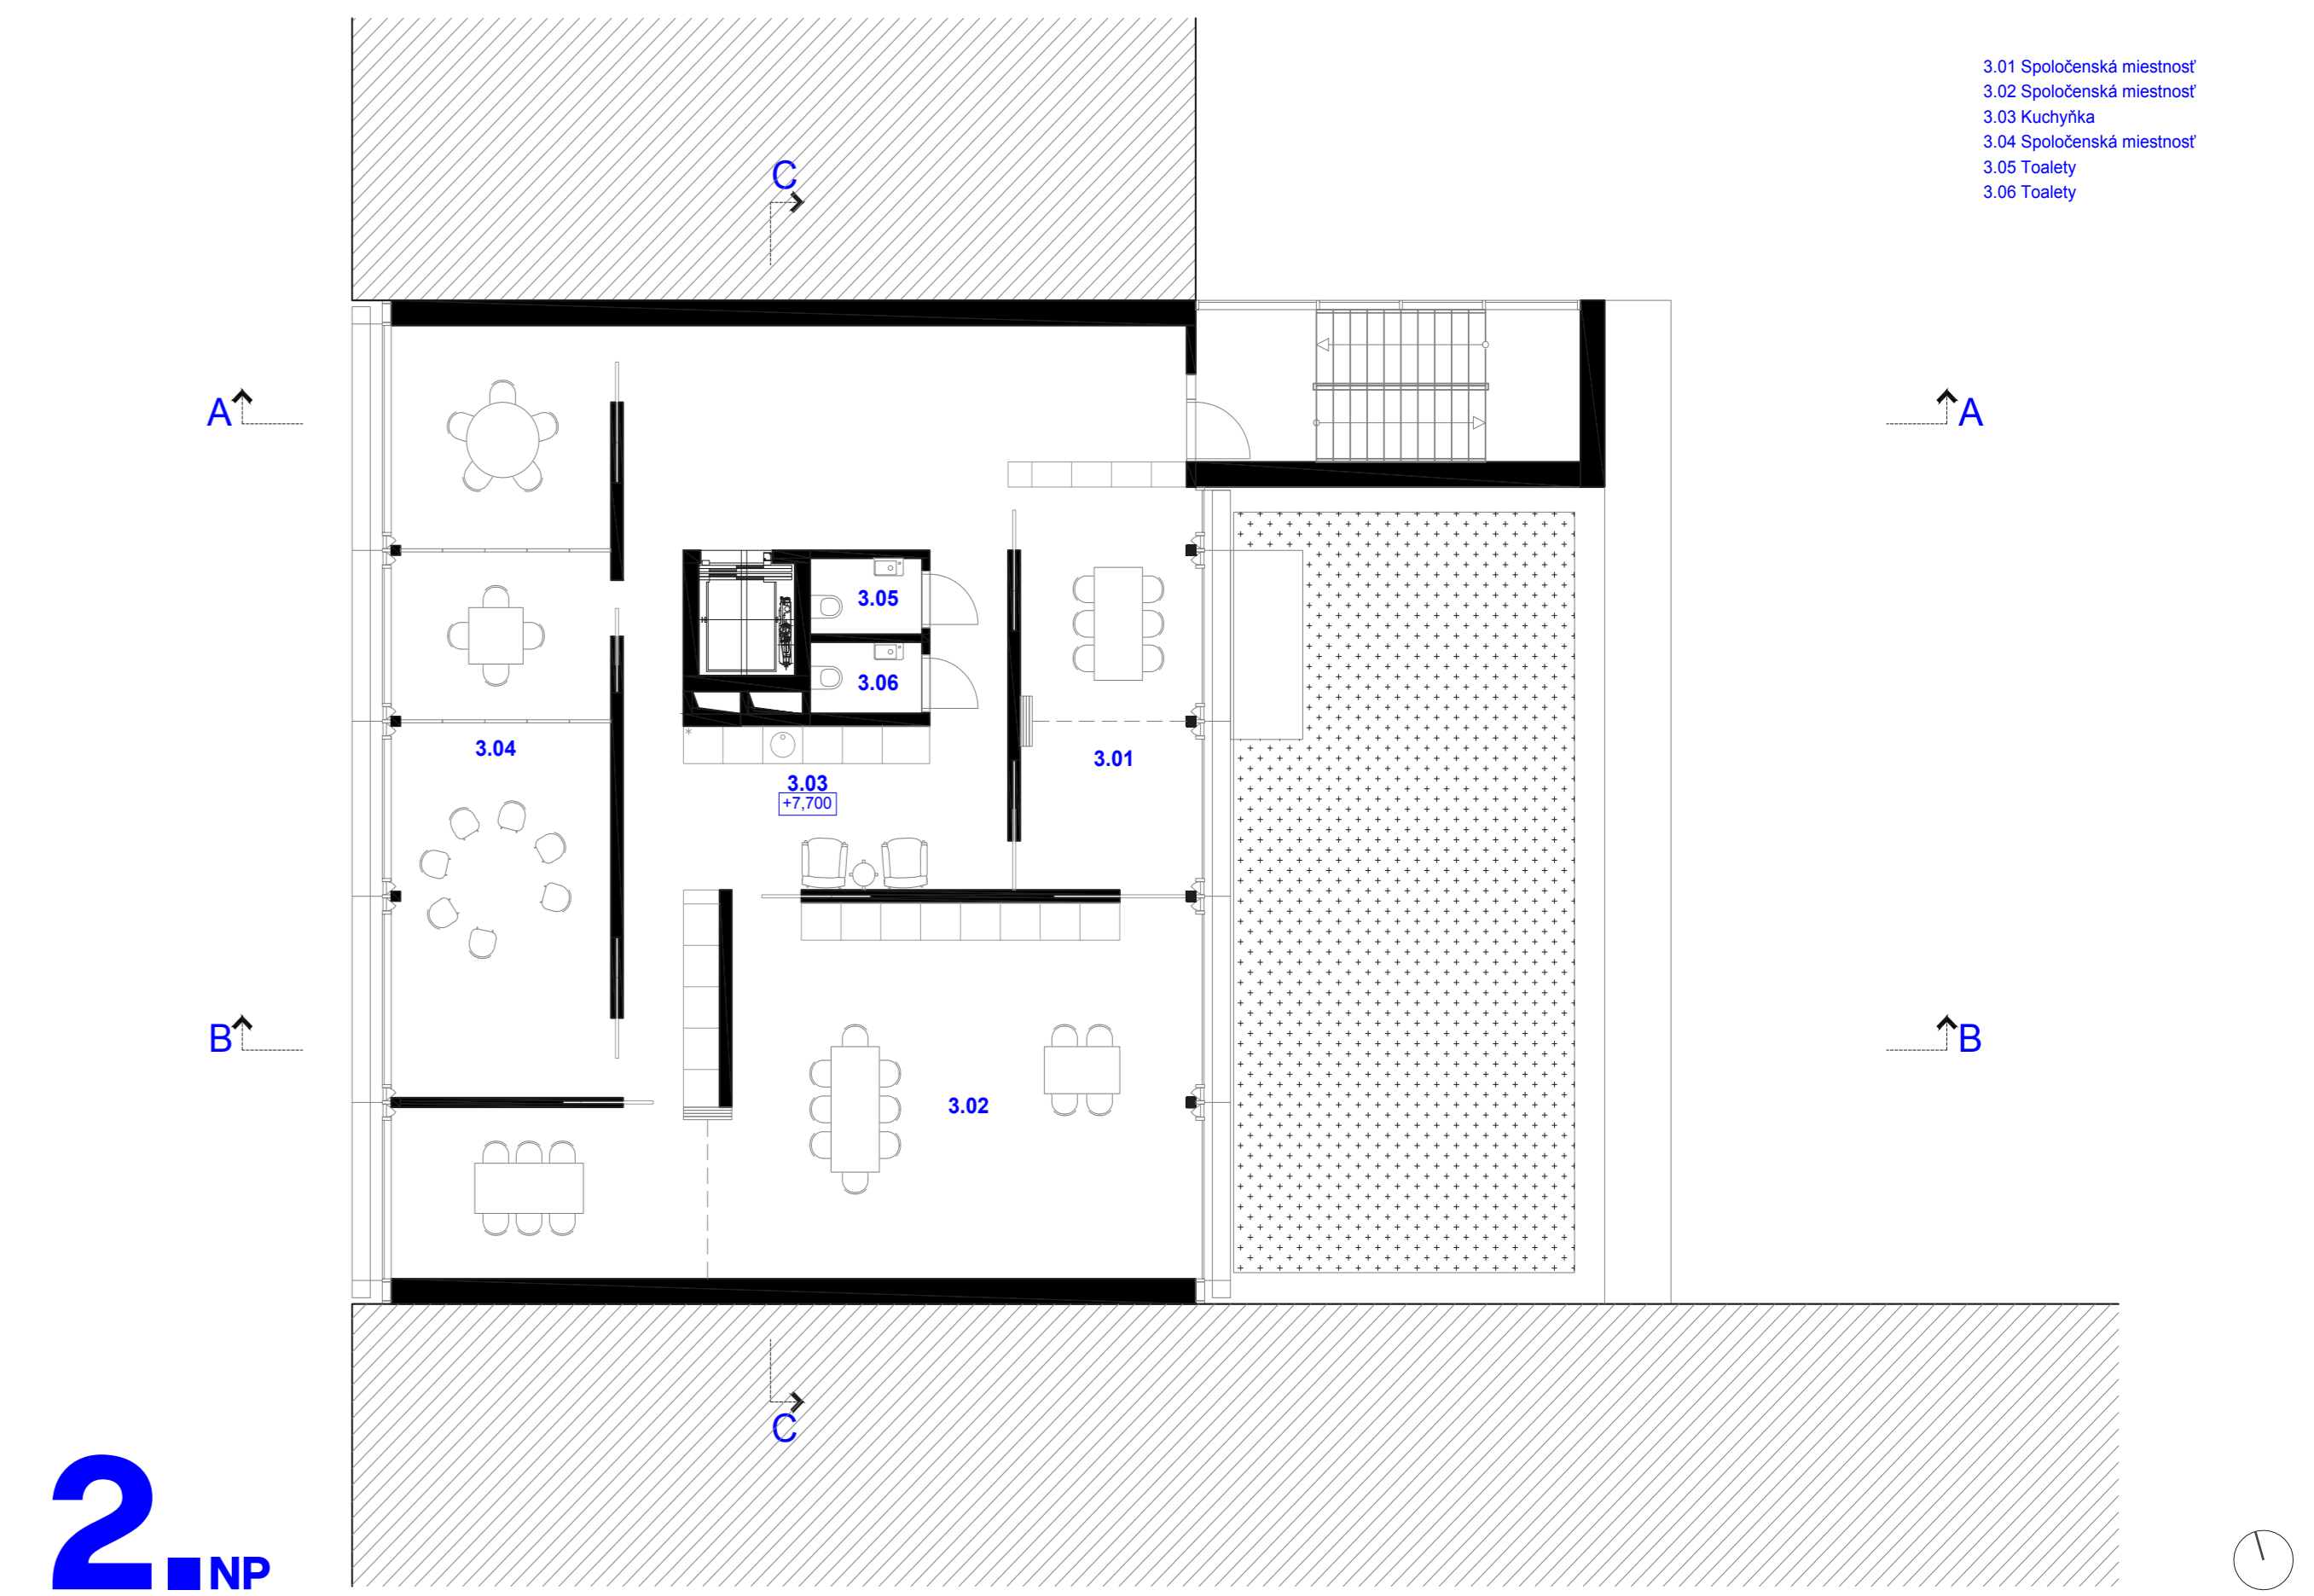 3.01 Spoločenská miestnosť
3.02 Spoločenská miestnosť
3.03 Kuchyňka
3.04 Spoločenská miestnosť
3.05 Toalety
3.06 Toalety
C
A
A
3.05
3.06
3.04
3.01
3.03
+7,700
B
B
3.02
C
2.NP